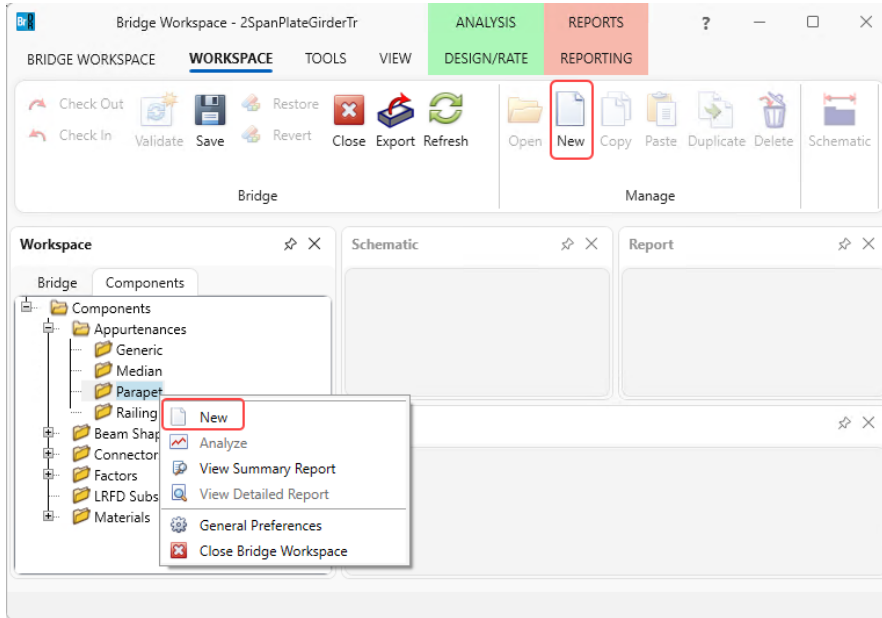 Br R Bridge Workspace - 2SpanPlateGirderTr ANALYSIS REPORTS ?
BRIDGE WORKSPACE WORKSPACE TOOLS VIEW DESIGN/RATE REPORTING
Check Out
Check In
Validate
Save
Restore
Revert
Close
Export
Refresh
Bridge
Open
New
Copy
Paste
Duplicate
Delete
Manage
Schematic
Workspace
Bridge Components
Components
Appurtenances
Generic
Median
Parapet
Railing
Beam Shap
Connector
Factors
LRFD Subs
Materials
New
Analyze
View Summary Report
View Detailed Report
General Preferences
Close Bridge Workspace
Schematic
Report